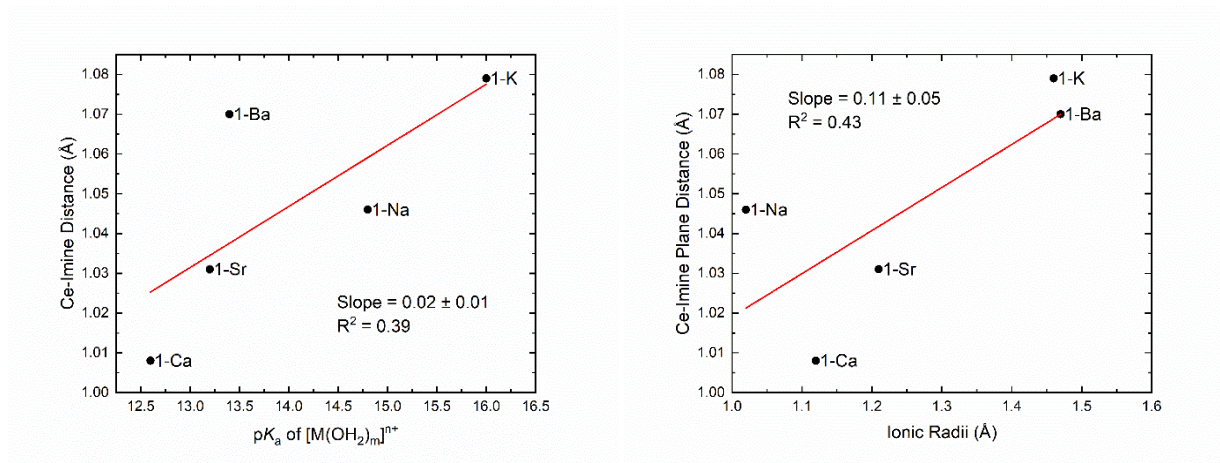 Ce-Imine Distance (Å)
1.08
1.07
1.06
1.05
1.04
1.03
1.02
1.01
1.00
1-K
1-Ba
1-Na
1-Sr
1-Ca
Slope = 0.02 ± 0.01
R² = 0.39
12.5 13.0 13.5 14.0 14.5 15.0 15.5 16.0 16.5
pKₐ of [M(OH₂)ₘ]ⁿ⁺
Ce-Imine Plane Distance (Å)
1.08
1.07
1.06
1.05
1.04
1.03
1.02
1.01
1.00
Slope = 0.11 ± 0.05
R² = 0.43
1-K
1-Ba
1-Na
1-Sr
1-Ca
1.0 1.1 1.2 1.3 1.4 1.5 1.6
Ionic Radii (Å)